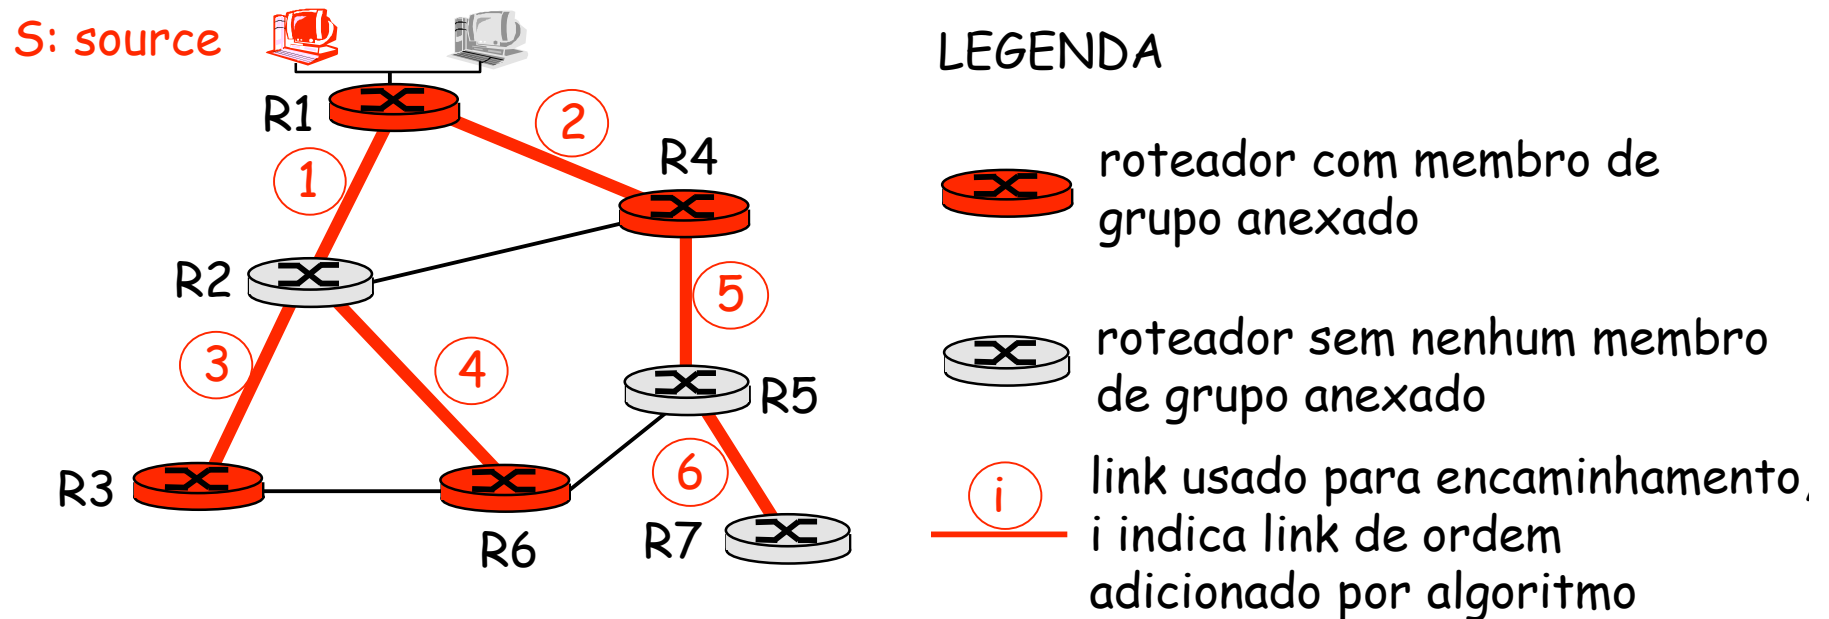 S: source
LEGENDA
R1
2
R4
1
roteador com membro de
grupo anexado
R2
5
3
4
R5
roteador sem nenhum membro
de grupo anexado
R3
6
R6
R7
i
link usado para encaminhamento,
i indica link de ordem
adicionado por algoritmo